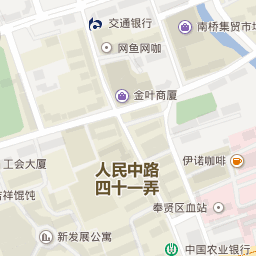 交通银行
南桥集贸市场
网鱼网咖
金叶商厦
工会大厦
人民中路
四十一弄
伊诺咖啡
吉祥馄饨
奉贤区血站
新发展公寓
中国农业银行